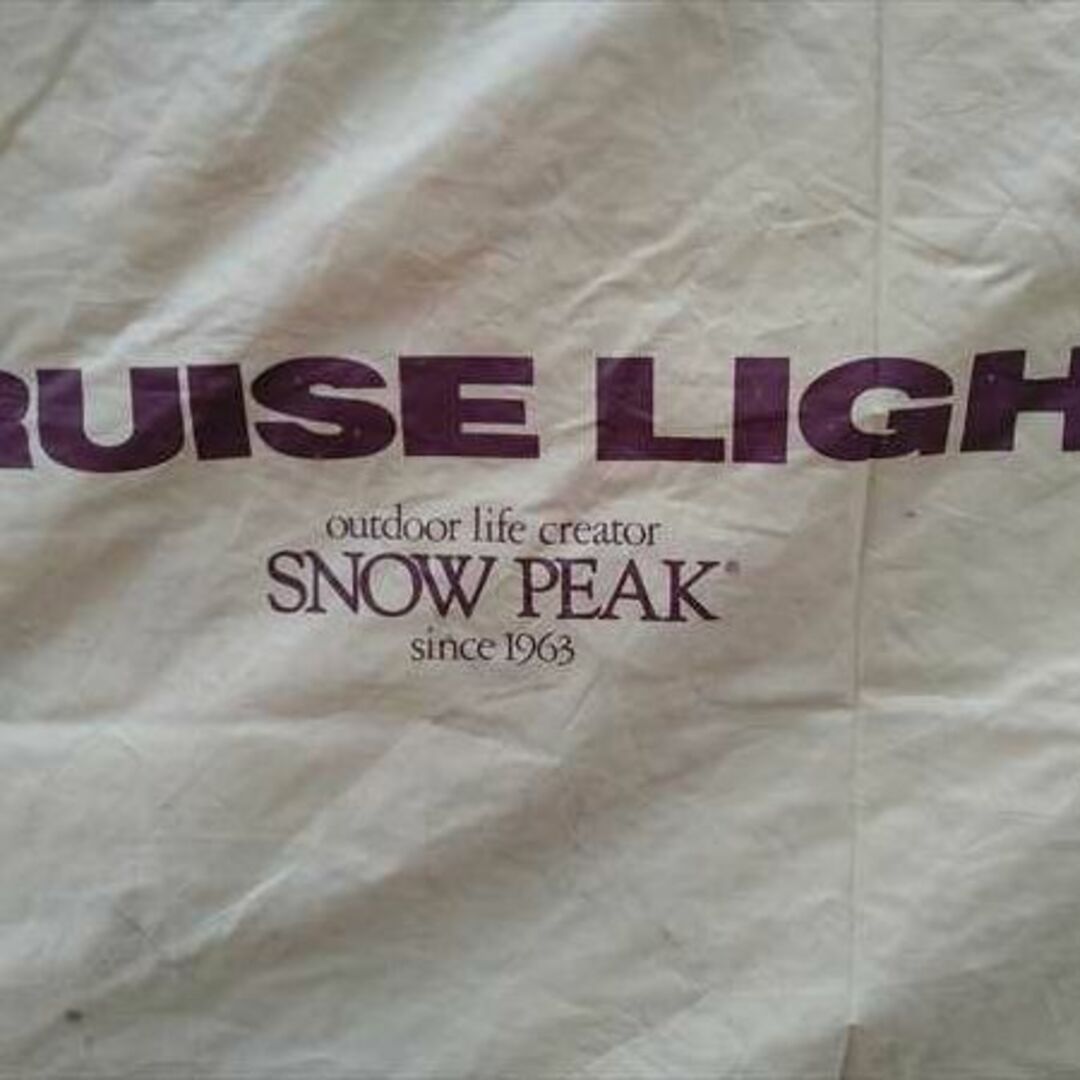 RUISE LIGH
outdoor life creator
SNOW PEAK®
since 1963